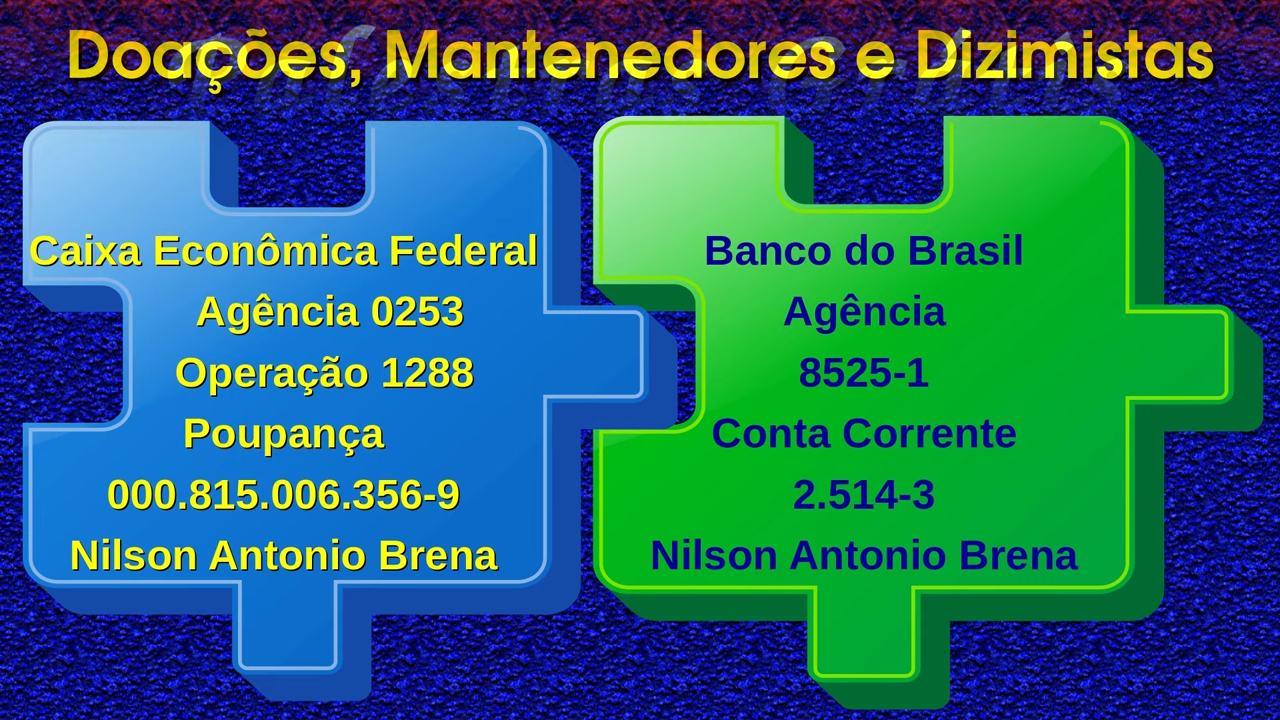 Doações, Mantenedores e Dizimistas
Caixa Econômica Federal
Agência 0253
Operação 1288
Poupança
000.815.006.356-9
Nilson Antonio Brena
Banco do Brasil
Agência
8525-1
Conta Corrente
2.514-3
Nilson Antonio Brena